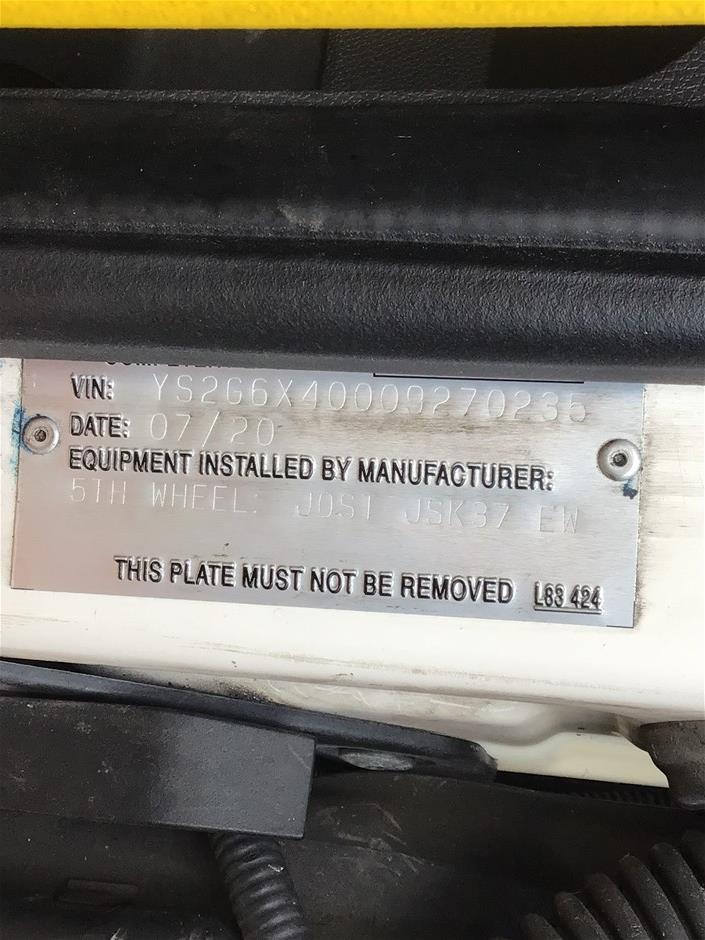 VIN: YS2G6X40009270235
DATE: 07/20
EQUIPMENT INSTALLED BY MANUFACTURER:
5TH WHEEL: JOST JSK37 EW
THIS PLATE MUST NOT BE REMOVED L63 424